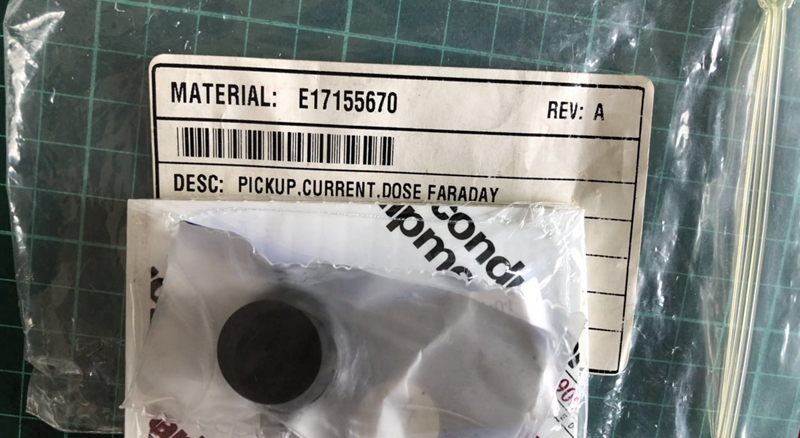 MATERIAL: E17155670
REV: A
DESC: PICKUP,CURRENT,DOSE FARADAY